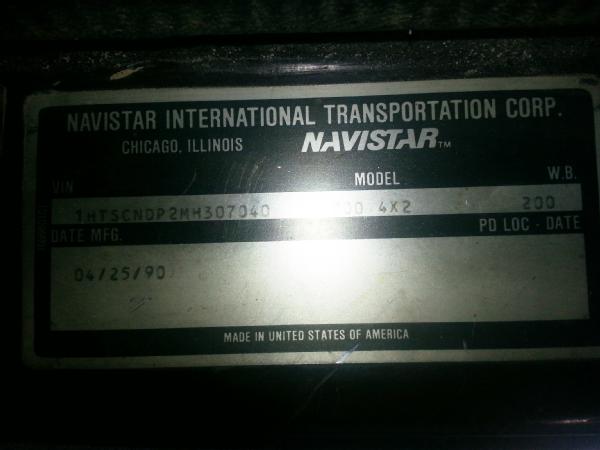 NAVISTAR INTERNATIONAL TRANSPORTATION CORP.
CHICAGO, ILLINOIS NAVISTAR™
VIN MODEL W.B.
1HTSCNDP2MH307040 4X2 200
DATE MFG. PD LOC - DATE
04/25/90
MADE IN UNITED STATES OF AMERICA